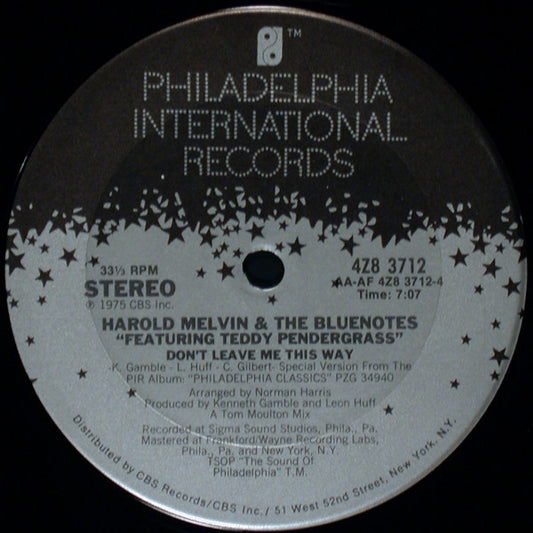 TM
PHILADELPHIA
INTERNATIONAL
RECORDS
33⅓ RPM
STEREO
℗ 1975 CBS Inc.
4Z8 3712
AA-AF 4Z8 3712-4
Time: 7:07
HAROLD MELVIN & THE BLUENOTES
"FEATURING TEDDY PENDERGRASS"
DON'T LEAVE ME THIS WAY
-K. Gamble - L. Huff - C. Gilbert- Special Version From The
PIR Album: "PHILADELPHIA CLASSICS" PZG 34940
Arranged by Norman Harris
Produced by Kenneth Gamble and Leon Huff
A Tom Moulton Mix
Recorded at Sigma Sound Studios, Phila., Pa.
Mastered at Frankford/Wayne Recording Labs,
Phila., Pa. and New York, N.Y.
TSOP "The Sound Of
Philadelphia" T.M.
Distributed by CBS Records/CBS Inc./ 51 West 52nd Street, New York, N.Y.